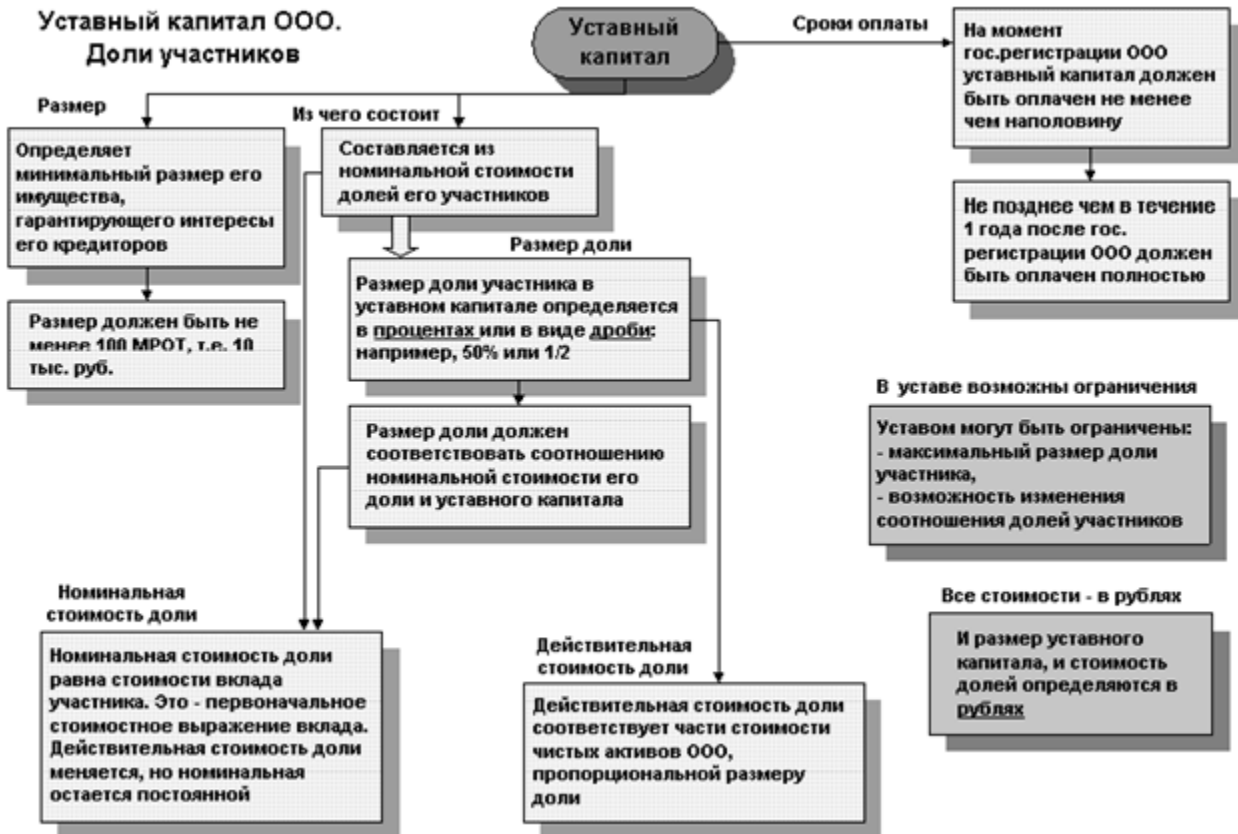 Уставный капитал ООО.
Доли участников
Уставный
капитал
Сроки оплаты
На момент
гос.регистрации ООО
уставный капитал должен
быть оплачен не менее
чем наполовину
Не позднее чем в течение
1 года после гос.
регистрации ООО должен
быть оплачен полностью
Размер
Определяет
минимальный размер его
имущества,
гарантирующего интересы
его кредиторов
Размер должен быть не
менее 100 МРОТ, т.е. 10
тыс. руб.
Из чего состоит
Составляется из
номинальной стоимости
долей его участников
Размер доли
Размер доли участника в
уставном капитале определяется
в процентах или в виде дроби:
например, 50% или 1/2
Размер доли должен
соответствовать соотношению
номинальной стоимости его
доли и уставного капитала
В уставе возможны ограничения
Уставом могут быть ограничены:
- максимальный размер доли
участника,
- возможность изменения
соотношения долей участников
Номинальная
стоимость доли
Номинальная стоимость доли
равна стоимости вклада
участника. Это - первоначальное
стоимостное выражение вклада.
Действительная стоимость доли
меняется, но номинальная
остается постоянной
Действительная
стоимость доли
Действительная стоимость доли
соответствует части стоимости
чистых активов ООО,
пропорциональной размеру
доли
Все стоимости - в рублях
И размер уставного
капитала, и стоимость
долей определяются в
рублях